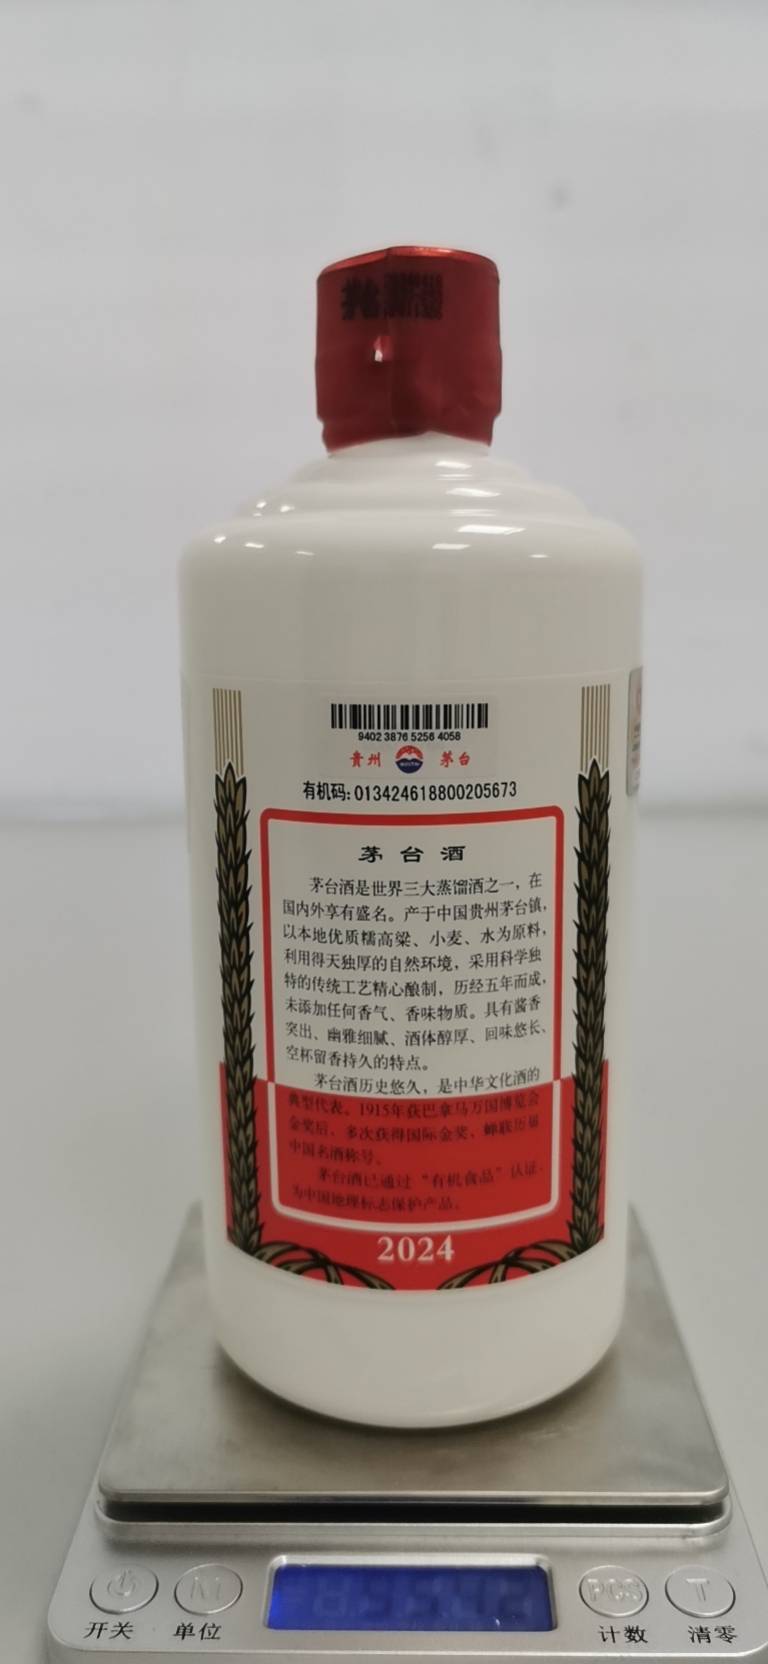 9402 3876 5256 4058
贵州 茅台
有机码:013424618800205673
茅台酒
茅台酒是世界三大蒸馏酒之一，在
国内外享有盛名。产于中国贵州茅台镇，
以本地优质糯高粱、小麦、水为原料，
利用得天独厚的自然环境，采用科学独
特的传统工艺精心酿制，历经五年而成，
未添加任何香气、香味物质。具有酱香
突出、幽雅细腻、酒体醇厚、回味悠长、
空杯留香持久的特点。
茅台酒历史悠久，是中华文化酒的
典型代表。1915年获巴拿马万国博览会
金奖后，多次获得国际金奖，蝉联历届
中国名酒称号。
茅台酒已通过“有机食品”认证，
为中国地理标志保护产品。
2024
PCS T
开关 单位 计数 清零